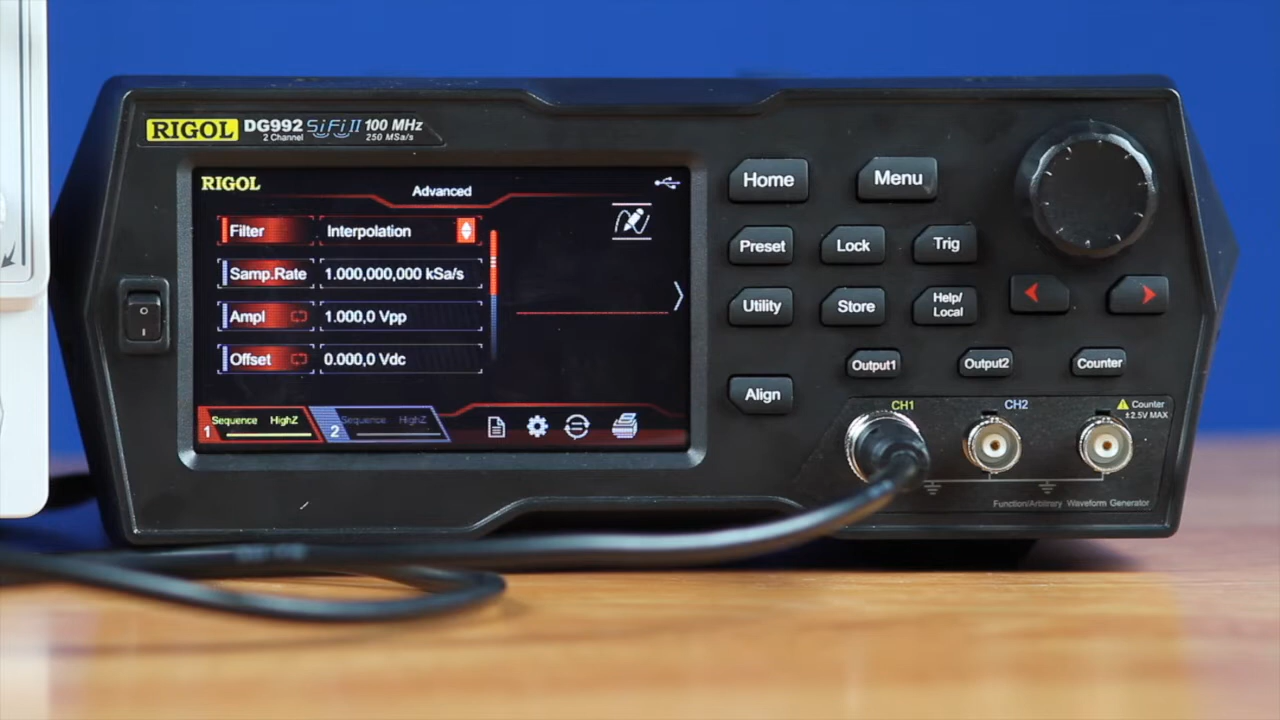 RIGOL DG992 SiFi II 100 MHz
2 Channel 250 MSa/s
RIGOL
Advanced
Filter Interpolation
Samp.Rate 1.000,000,000 kSa/s
Ampl 1.000,0 Vpp
Offset 0.000,0 Vdc
1 Sequence HighZ
2 Sequence HighZ
Home Menu
Preset Lock Trig
Utility Store Help/
Local
Output1 Output2 Counter
Align
CH1 CH2 Counter
±2.5V MAX
Function/Arbitrary Waveform Generator